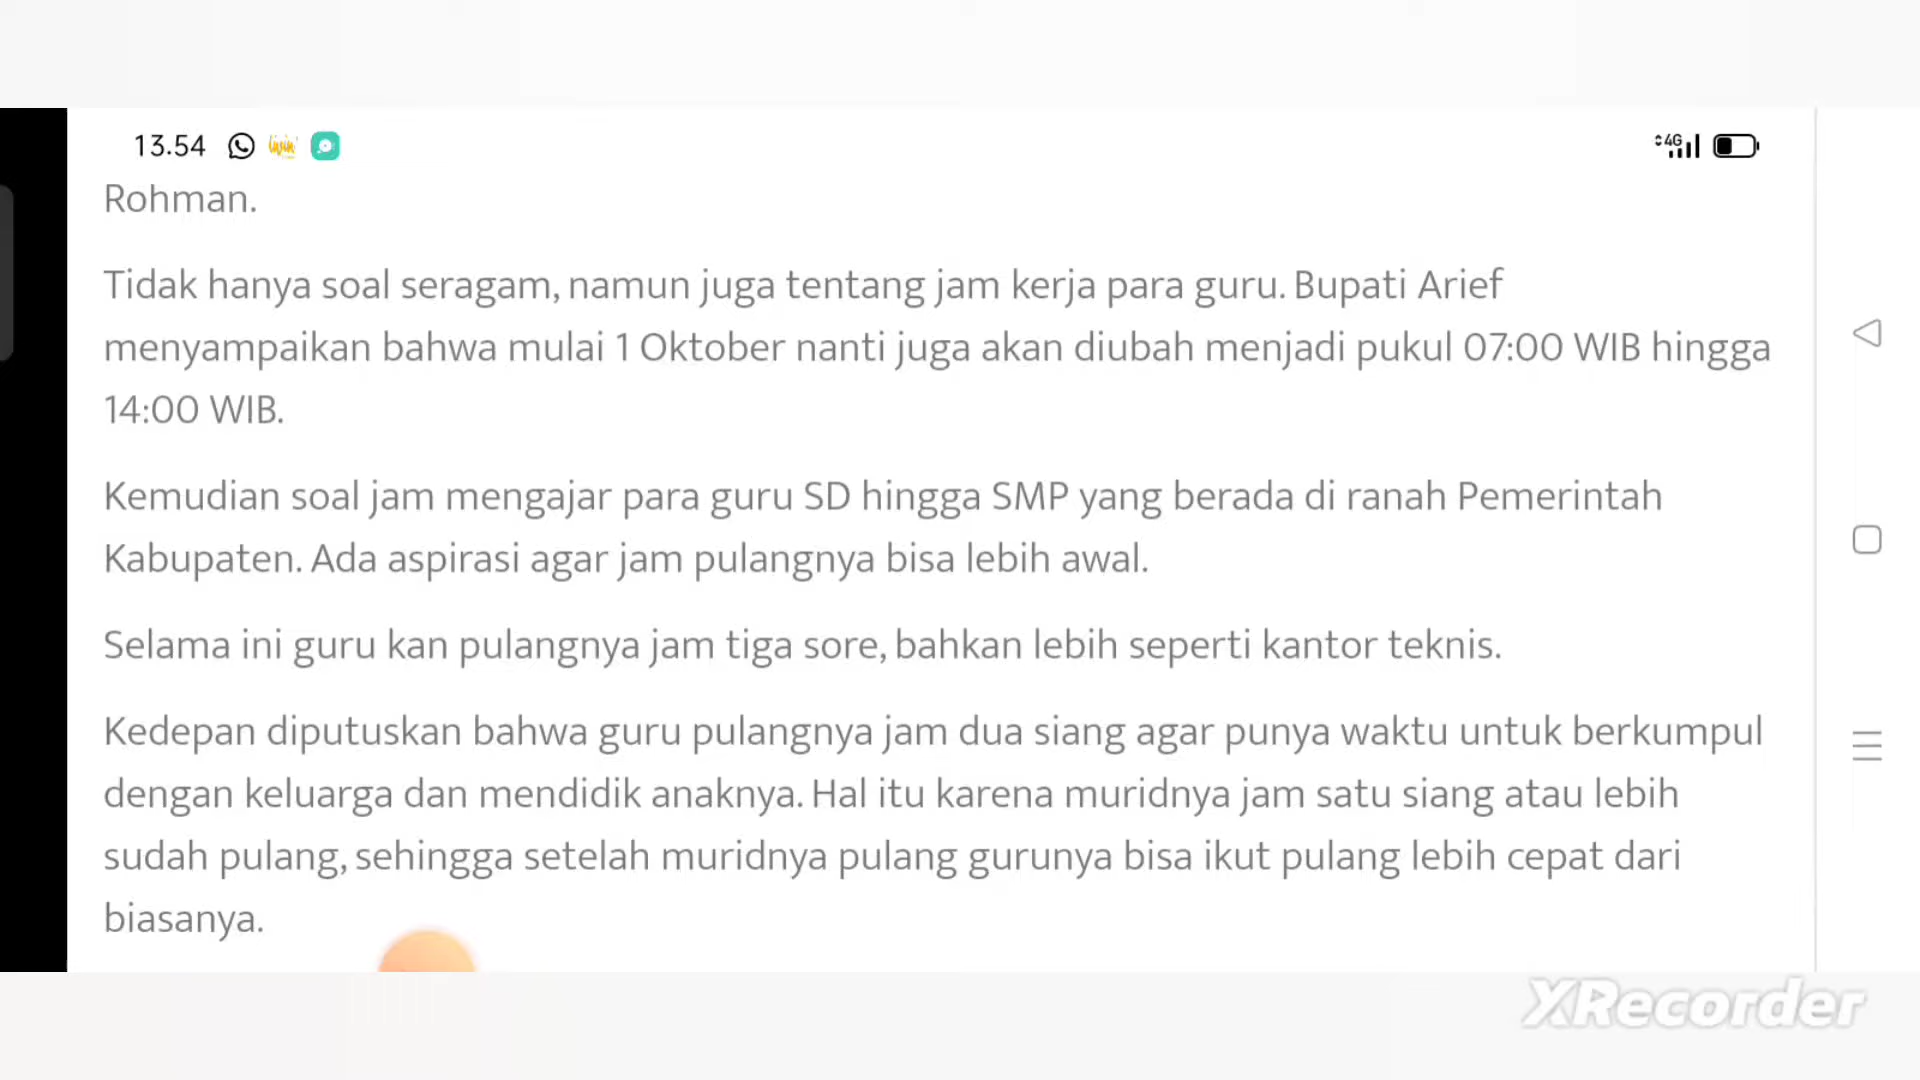 13.54
livin'
4G
Rohman.
Tidak hanya soal seragam, namun juga tentang jam kerja para guru. Bupati Arief
menyampaikan bahwa mulai 1 Oktober nanti juga akan diubah menjadi pukul 07:00 WIB hingga
14:00 WIB.
Kemudian soal jam mengajar para guru SD hingga SMP yang berada di ranah Pemerintah
Kabupaten. Ada aspirasi agar jam pulangnya bisa lebih awal.
Selama ini guru kan pulangnya jam tiga sore, bahkan lebih seperti kantor teknis.
Kedepan diputuskan bahwa guru pulangnya jam dua siang agar punya waktu untuk berkumpul
dengan keluarga dan mendidik anaknya. Hal itu karena muridnya jam satu siang atau lebih
sudah pulang, sehingga setelah muridnya pulang gurunya bisa ikut pulang lebih cepat dari
biasanya.
XRecorder